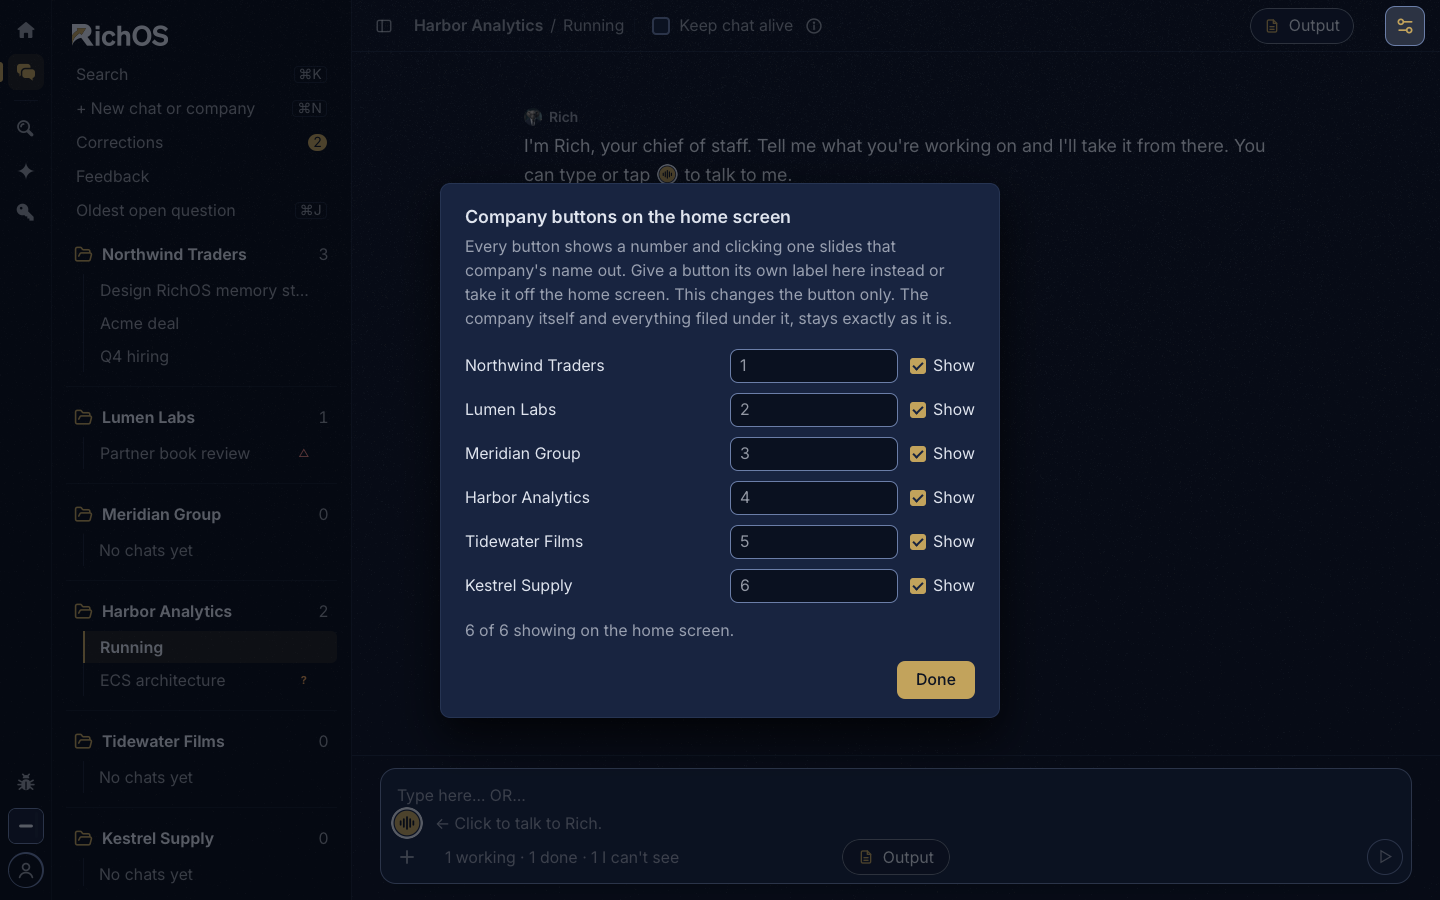 RichOS
Search ⌘K
+ New chat or company ⌘N
Corrections 2
Feedback
Oldest open question ⌘J
Northwind Traders 3
Design RichOS memory st...
Acme deal
Q4 hiring
Lumen Labs 1
Partner book review
Meridian Group 0
No chats yet
Harbor Analytics 2
Running
ECS architecture ?
Tidewater Films 0
No chats yet
Kestrel Supply 0
No chats yet
Harbor Analytics / Running Keep chat alive
Output
Rich
I'm Rich, your chief of staff. Tell me what you're working on and I'll take it from there. You
can type or tap to talk to me.
Company buttons on the home screen
Every button shows a number and clicking one slides that
company's name out. Give a button its own label here instead or
take it off the home screen. This changes the button only. The
company itself and everything filed under it, stays exactly as it is.
Northwind Traders 1 Show
Lumen Labs 2 Show
Meridian Group 3 Show
Harbor Analytics 4 Show
Tidewater Films 5 Show
Kestrel Supply 6 Show
6 of 6 showing on the home screen.
Done
Type here... OR...
← Click to talk to Rich.
1 working · 1 done · 1 I can't see
Output